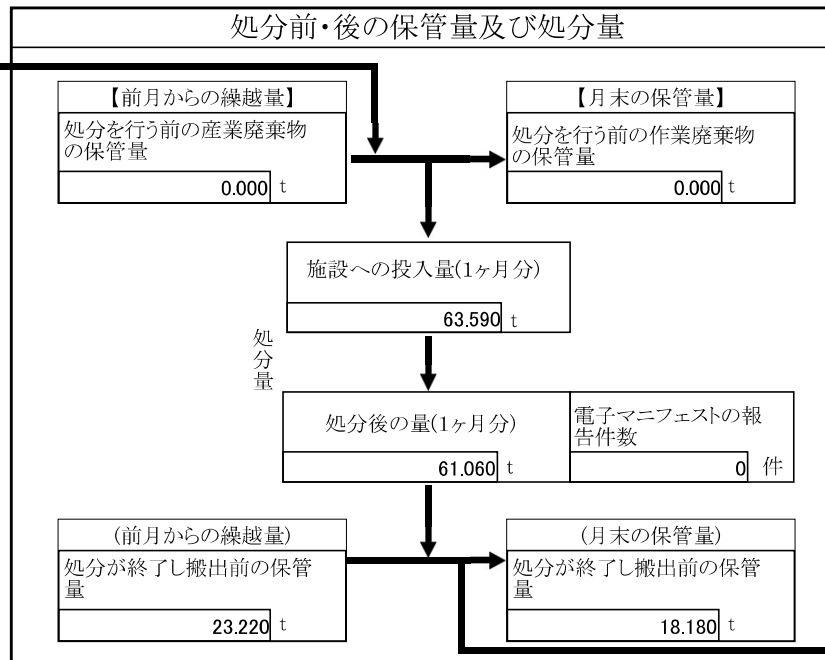 処分前・後の保管量及び処分量
【前月からの繰越量】
処分を行う前の産業廃棄物
の保管量
0.000 t
【月末の保管量】
処分を行う前の作業廃棄物
の保管量
0.000 t
施設への投入量(1ヶ月分)
63.590 t
処分量
処分後の量(1ヶ月分)
61.060 t
電子マニフェストの報
告件数
0 件
(前月からの繰越量)
処分が終了し搬出前の保管
量
23.220 t
(月末の保管量)
処分が終了し搬出前の保管
量
18.180 t